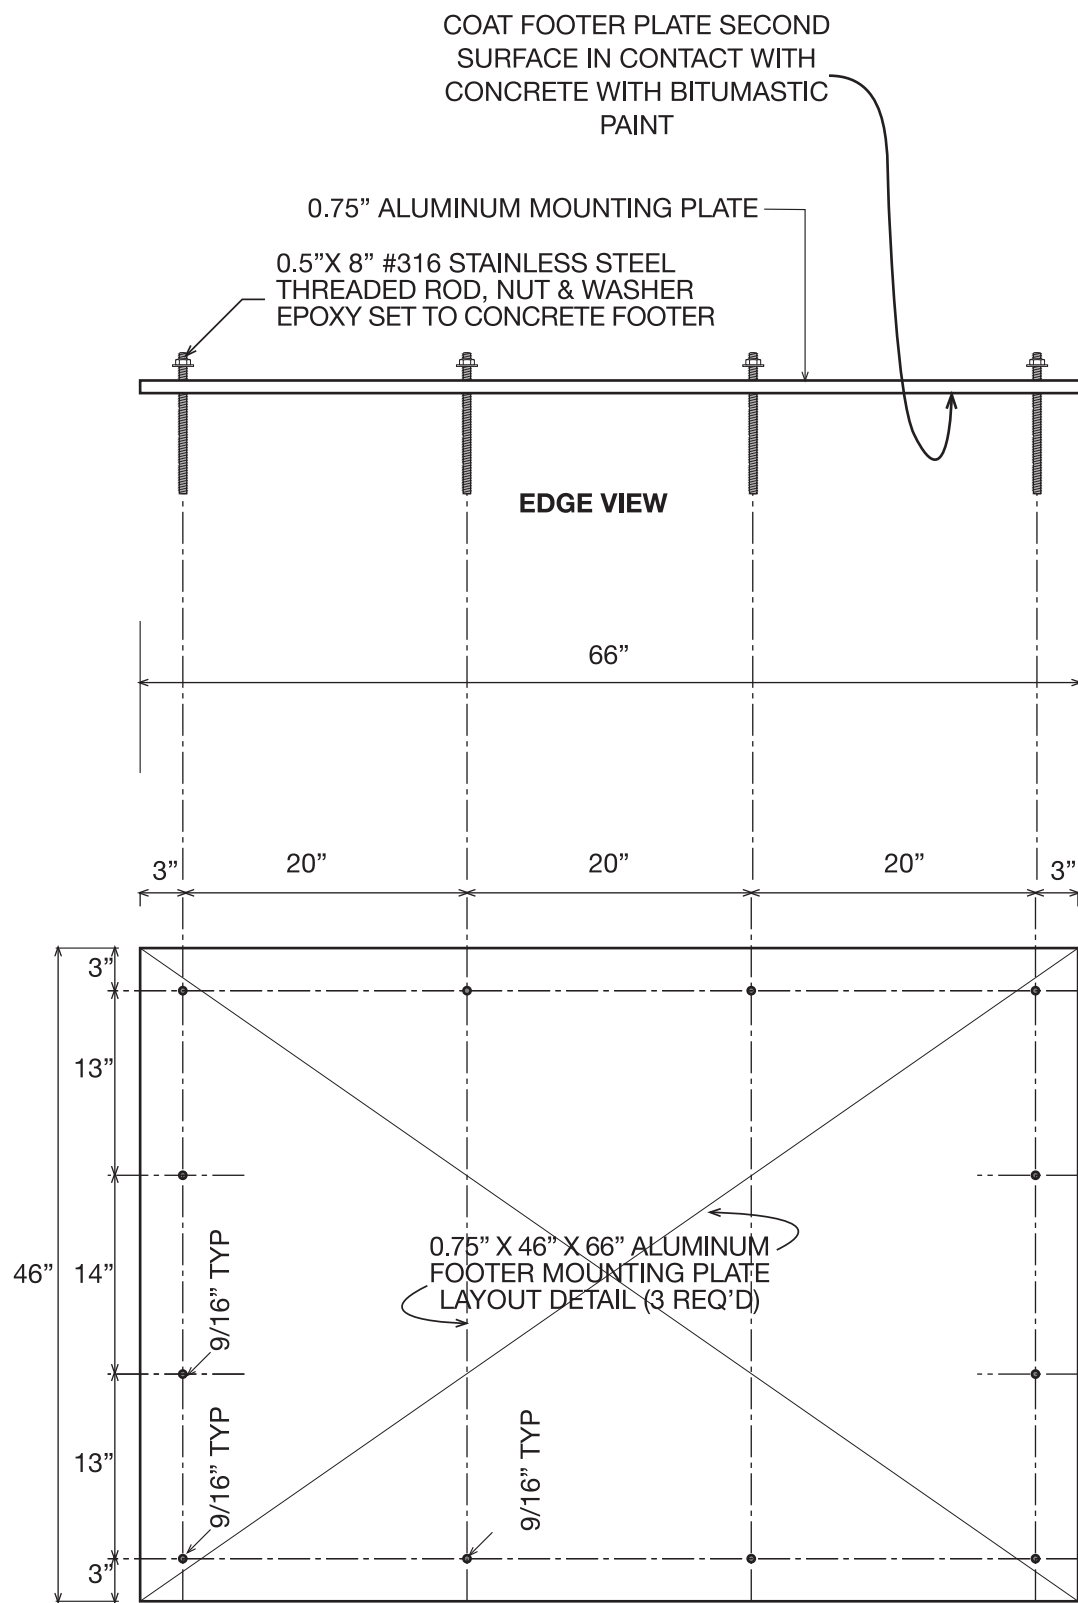 COAT FOOTER PLATE SECOND
SURFACE IN CONTACT WITH
CONCRETE WITH BITUMASTIC
PAINT
0.75” ALUMINUM MOUNTING PLATE
0.5”X 8” #316 STAINLESS STEEL
THREADED ROD, NUT & WASHER
EPOXY SET TO CONCRETE FOOTER
EDGE VIEW
66”
3”
20”
20”
20”
3”
3”
13”
46”
14”
13”
3”
9/16” TYP
9/16” TYP
9/16” TYP
0.75” X 46” X 66” ALUMINUM
FOOTER MOUNTING PLATE
LAYOUT DETAIL (3 REQ’D)